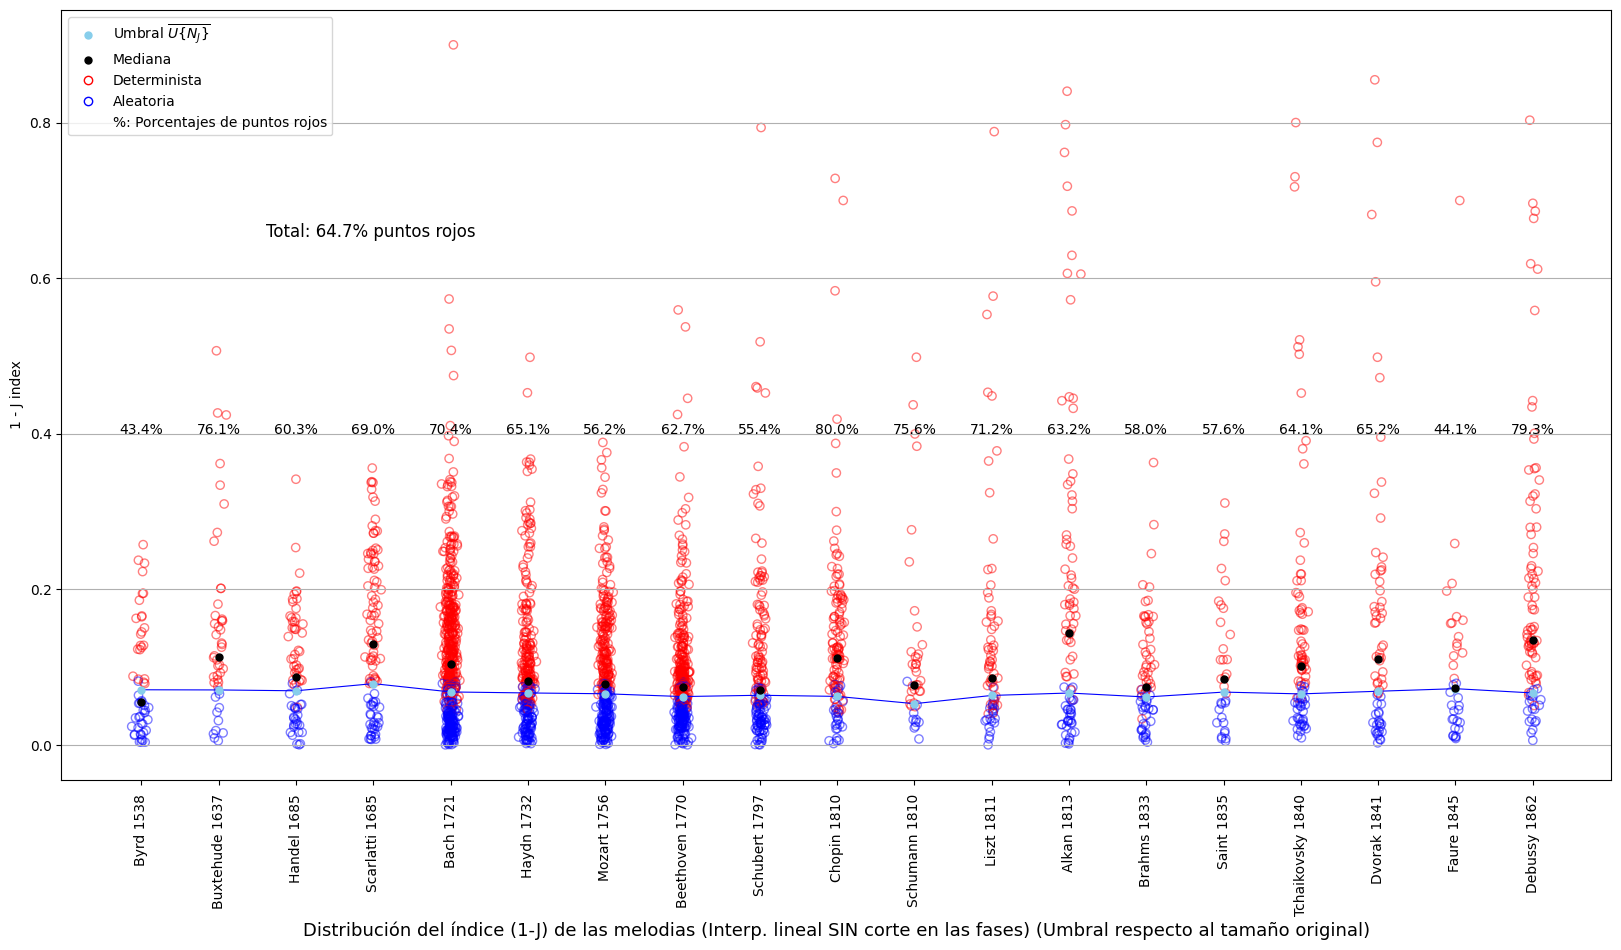 Umbral U{N_J}
Mediana
Determinista
Aleatoria
%: Porcentajes de puntos rojos
Total: 64.7% puntos rojos
1 - J index
0.8
0.6
0.4
0.2
0.0
43.4% 76.1% 60.3% 69.0% 70.4% 65.1% 56.2% 62.7% 55.4% 80.0% 75.6% 71.2% 63.2% 58.0% 57.6% 64.1% 65.2% 44.1% 79.3%
Byrd 1538
Buxtehude 1637
Handel 1685
Scarlatti 1685
Bach 1721
Haydn 1732
Mozart 1756
Beethoven 1770
Schubert 1797
Chopin 1810
Schumann 1810
Liszt 1811
Alkan 1813
Brahms 1833
Saint 1835
Tchaikovsky 1840
Dvorak 1841
Faure 1845
Debussy 1862
Distribución del índice (1-J) de las melodias (Interp. lineal SIN corte en las fases) (Umbral respecto al tamaño original)